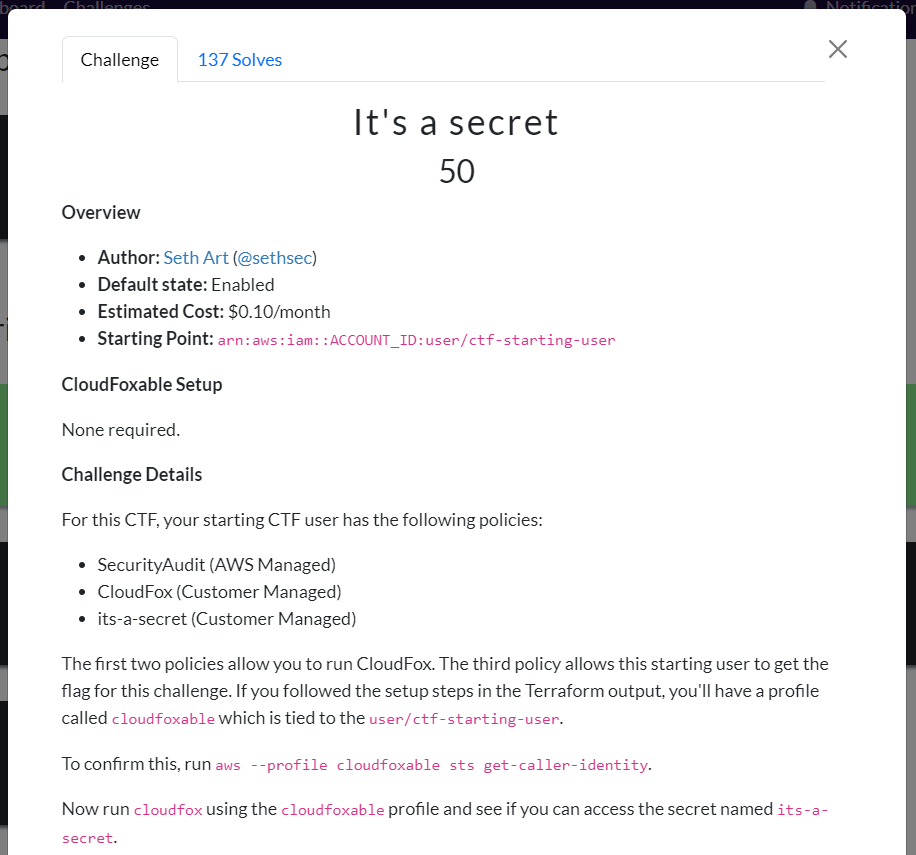 Challenges
Notification
Challenge
137 Solves
It's a secret
50
Overview
Author: Seth Art (@sethsec)
Default state: Enabled
Estimated Cost: $0.10/month
Starting Point: arn:aws:iam::ACCOUNT_ID:user/ctf-starting-user
CloudFoxable Setup
None required.
Challenge Details
For this CTF, your starting CTF user has the following policies:
SecurityAudit (AWS Managed)
CloudFox (Customer Managed)
its-a-secret (Customer Managed)
The first two policies allow you to run CloudFox. The third policy allows this starting user to get the
flag for this challenge. If you followed the setup steps in the Terraform output, you'll have a profile
called cloudfoxable which is tied to the user/ctf-starting-user.
To confirm this, run aws --profile cloudfoxable sts get-caller-identity.
Now run cloudfox using the cloudfoxable profile and see if you can access the secret named its-a-
secret.